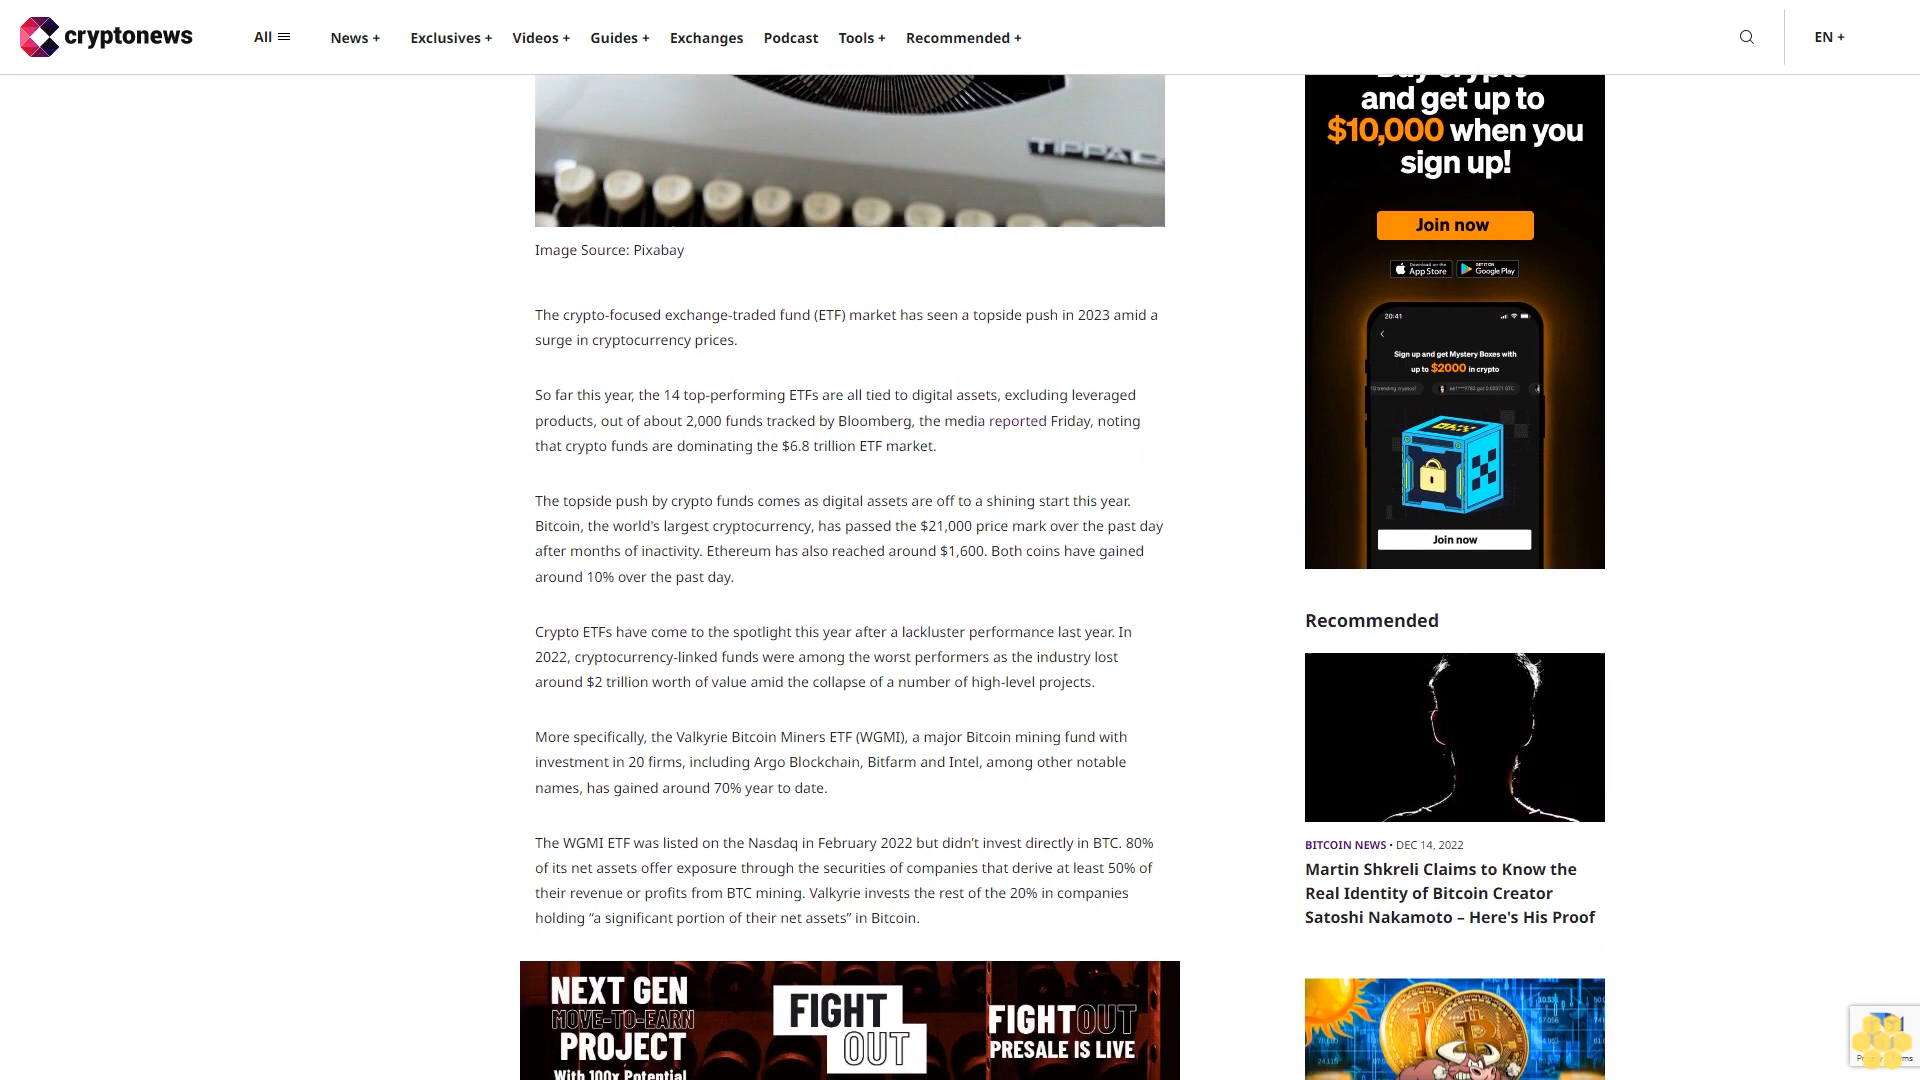 cryptonews
All
News +
Exclusives +
Videos +
Guides +
Exchanges
Podcast
Tools +
Recommended +
EN +
Image Source: Pixabay
The crypto-focused exchange-traded fund (ETF) market has seen a topside push in 2023 amid a
surge in cryptocurrency prices.
So far this year, the 14 top-performing ETFs are all tied to digital assets, excluding leveraged
products, out of about 2,000 funds tracked by Bloomberg, the media reported Friday, noting
that crypto funds are dominating the $6.8 trillion ETF market.
The topside push by crypto funds comes as digital assets are off to a shining start this year.
Bitcoin, the world's largest cryptocurrency, has passed the $21,000 price mark over the past day
after months of inactivity. Ethereum has also reached around $1,600. Both coins have gained
around 10% over the past day.
Crypto ETFs have come to the spotlight this year after a lackluster performance last year. In
2022, cryptocurrency-linked funds were among the worst performers as the industry lost
around $2 trillion worth of value amid the collapse of a number of high-level projects.
More specifically, the Valkyrie Bitcoin Miners ETF (WGMI), a major Bitcoin mining fund with
investment in 20 firms, including Argo Blockchain, Bitfarm and Intel, among other notable
names, has gained around 70% year to date.
The WGMI ETF was listed on the Nasdaq in February 2022 but didn't invest directly in BTC. 80%
of its net assets offer exposure through the securities of companies that derive at least 50% of
their revenue or profits from BTC mining. Valkyrie invests the rest of the 20% in companies
holding “a significant portion of their net assets” in Bitcoin.
NEXT GEN
MOVE-TO-EARN
PROJECT
With 100x Potential
FIGHT
OUT
FIGHTOUT
PRESALE IS LIVE
Buy crypto
and get up to
$10,000 when you
sign up!
Join now
Download on the
App Store
GET IT ON
Google Play
20:41
Sign up and get Mystery Boxes with
up to $2000 in crypto
Join now
Recommended
BITCOIN NEWS • DEC 14, 2022
Martin Shkreli Claims to Know the
Real Identity of Bitcoin Creator
Satoshi Nakamoto – Here's His Proof